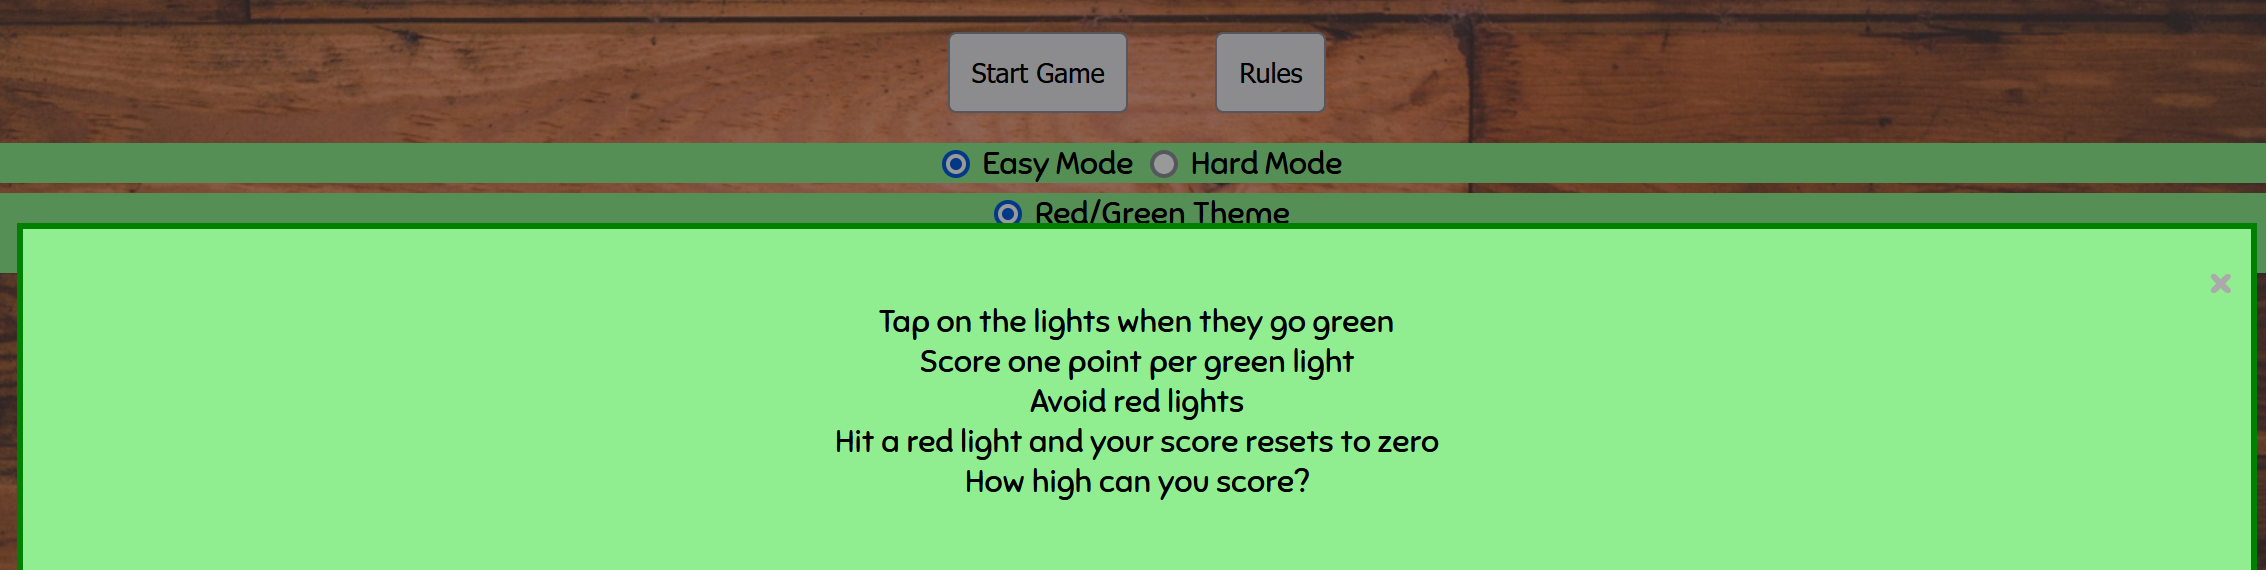 Start Game Rules
Easy Mode Hard Mode
Red/Green Theme
Tap on the lights when they go green
Score one point per green light
Avoid red lights
Hit a red light and your score resets to zero
How high can you score?